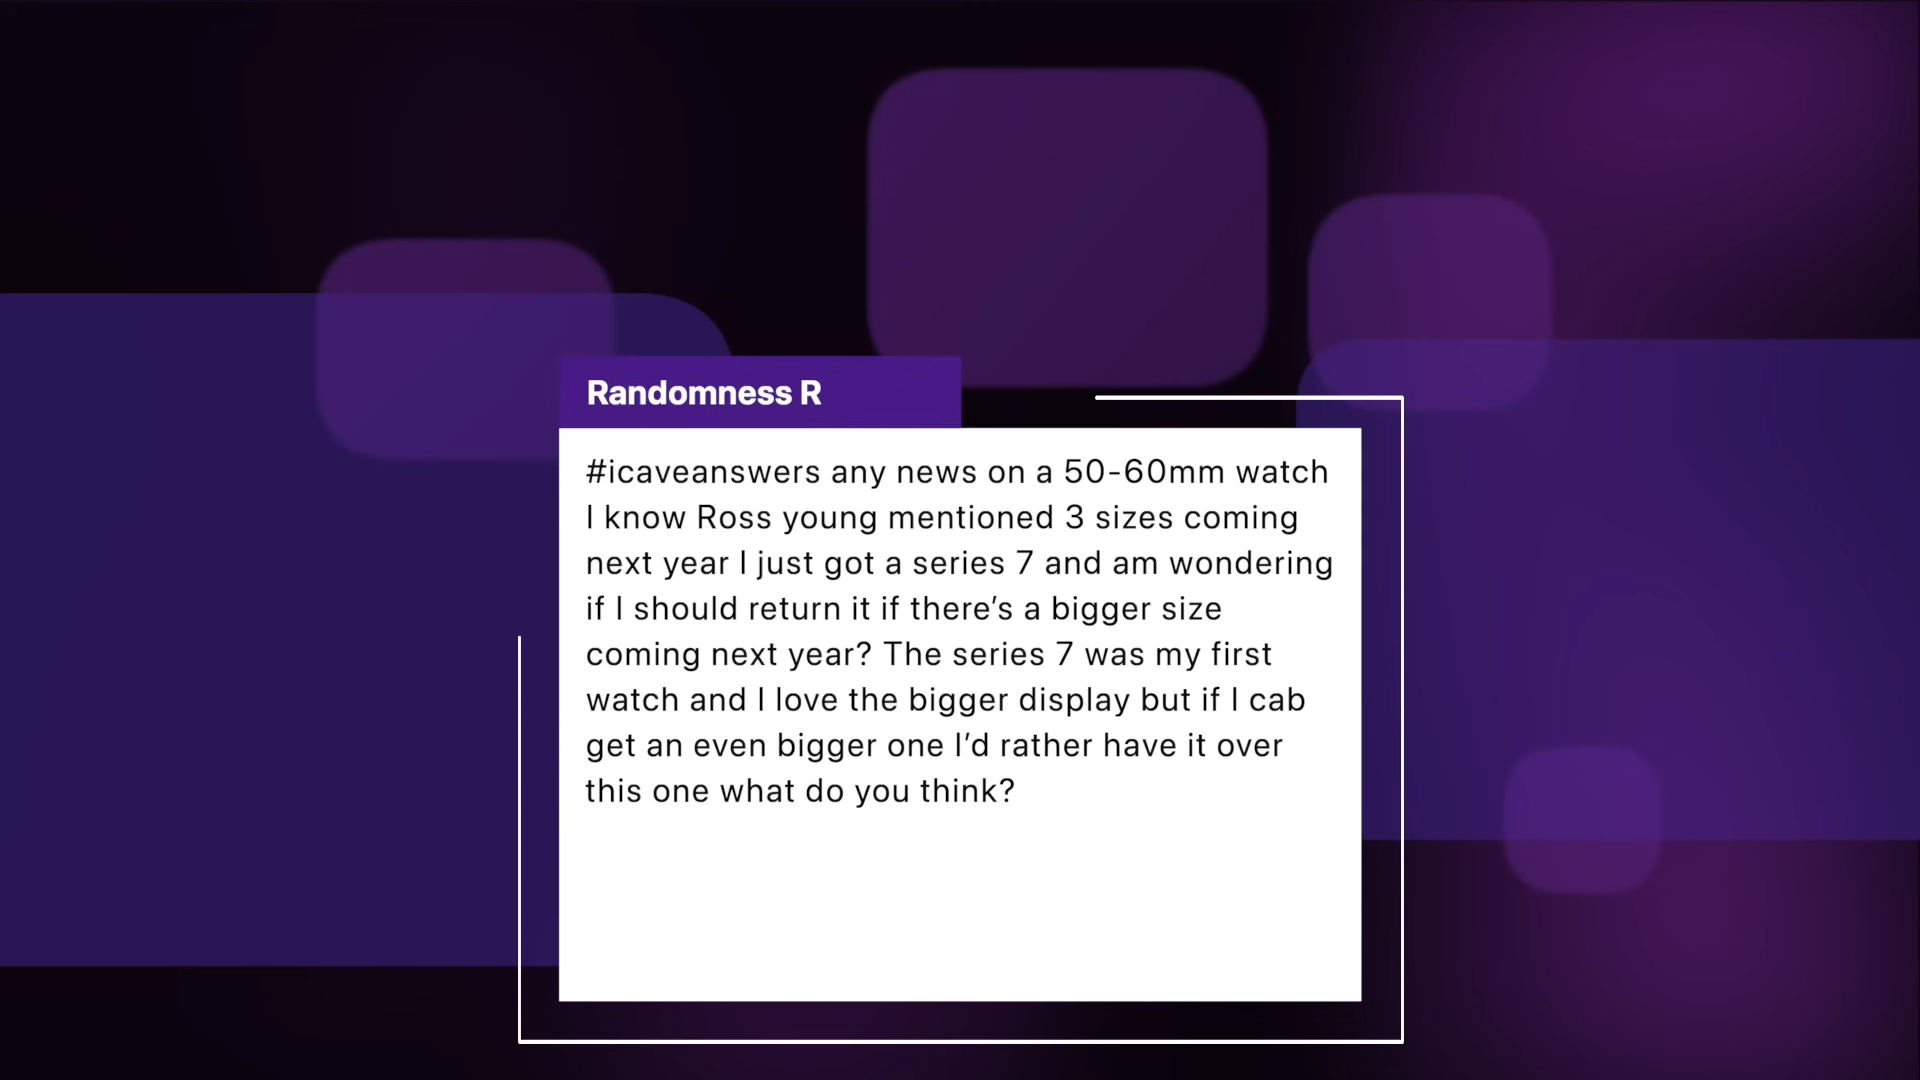 Randomness R
#icaveanswers any news on a 50-60mm watch
I know Ross young mentioned 3 sizes coming
next year I just got a series 7 and am wondering
if I should return it if there’s a bigger size
coming next year? The series 7 was my first
watch and I love the bigger display but if I cab
get an even bigger one I’d rather have it over
this one what do you think?